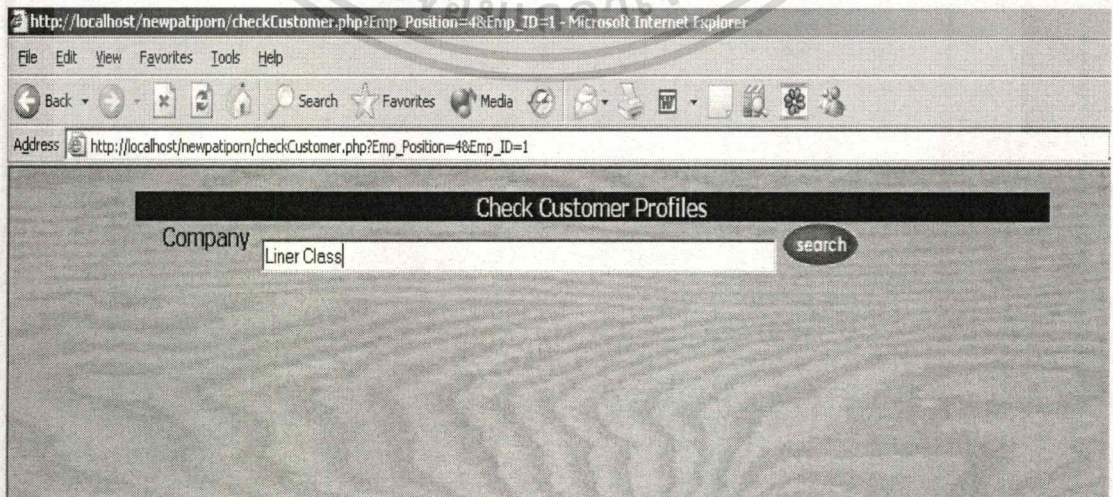 http://localhost/newpatiporn/checkCustomer.php?Emp_Position=4&Emp_ID=1 - Microsoft Internet Explorer
File Edit View Favorites Tools Help
Back Search Favorites Media
Address http://localhost/newpatiporn/checkCustomer.php?Emp_Position=4&Emp_ID=1
Check Customer Profiles
Company Liner Class search